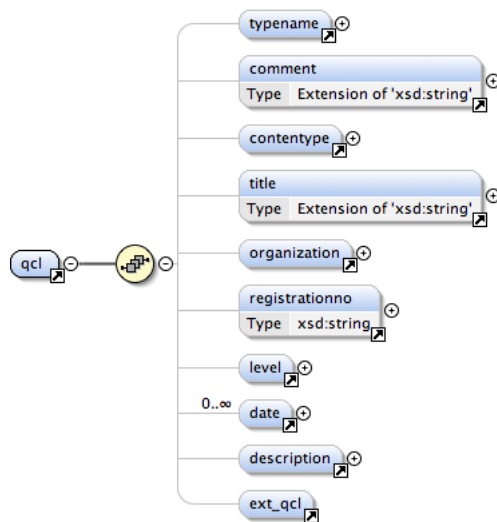 typename
comment
Type Extension of 'xsd:string'
contentype
title
Type Extension of 'xsd:string'
organization
qcl
registrationno
Type xsd:string
level
0..∞
date
description
ext_qcl